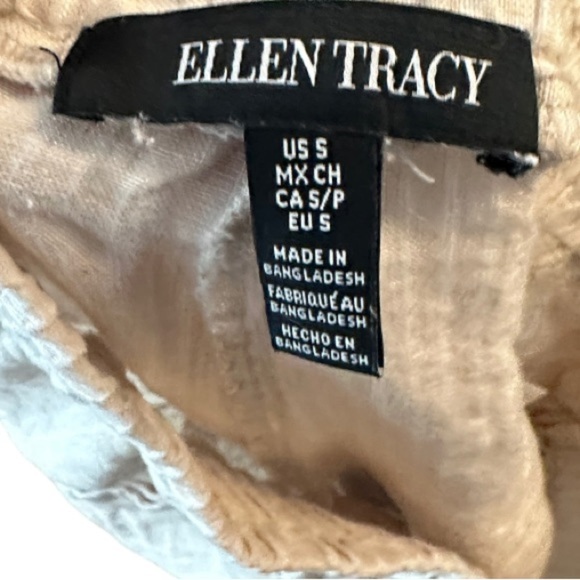 ELLEN TRACY
US S
MX CH
CA S/P
EU S
MADE IN
BANGLADESH
FABRIQUÉ AU
BANGLADESH
HECHO EN
BANGLADESH